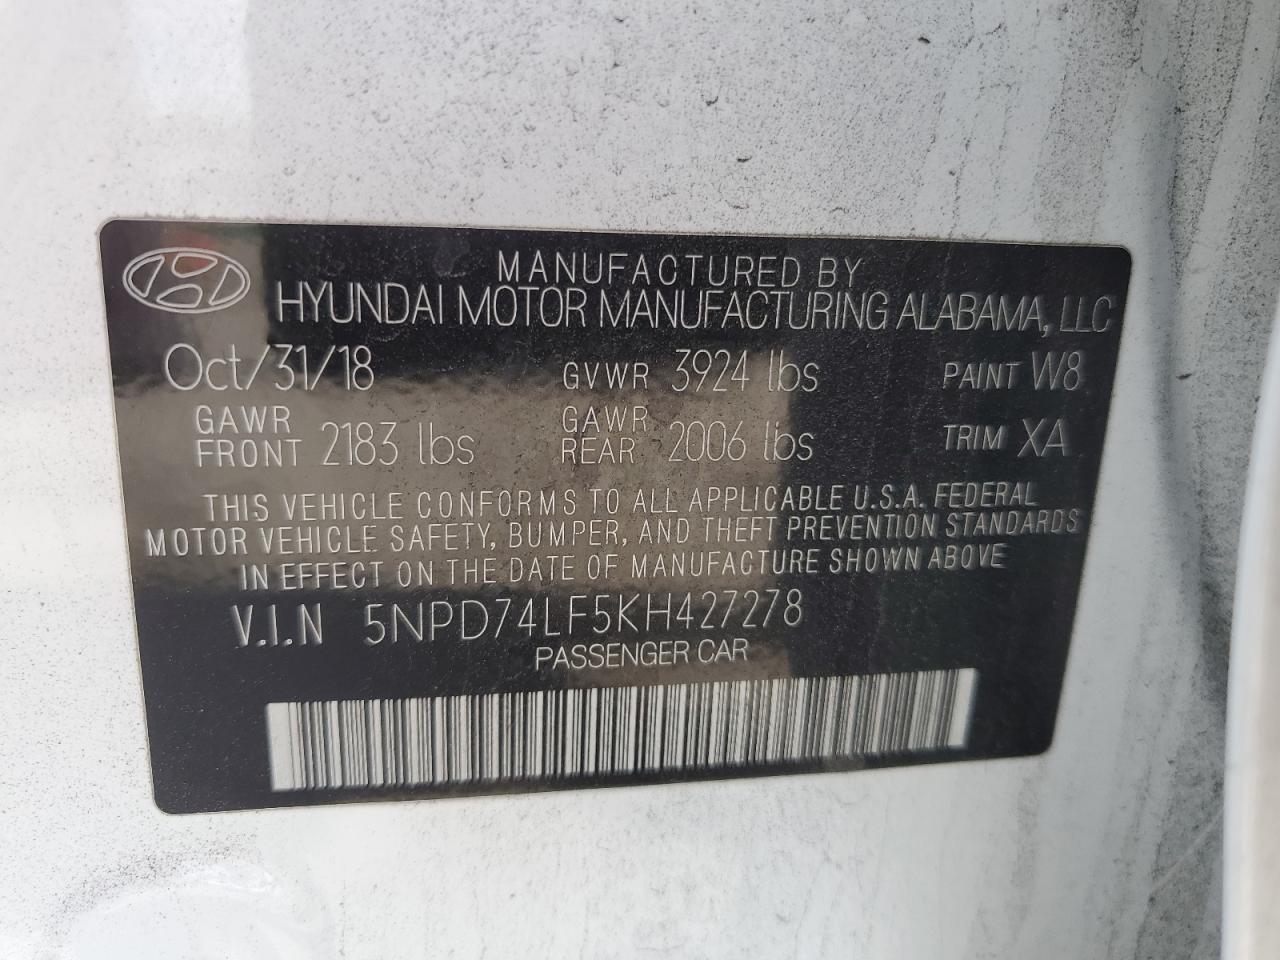 MANUFACTURED BY
HYUNDAI MOTOR MANUFACTURING ALABAMA, LLC
Oct/31/18 GVWR 3924 lbs PAINT W8
GAWR FRONT 2183 lbs GAWR REAR 2006 lbs TRIM XA
THIS VEHICLE CONFORMS TO ALL APPLICABLE U.S.A. FEDERAL
MOTOR VEHICLE SAFETY, BUMPER, AND THEFT PREVENTION STANDARDS
IN EFFECT ON THE DATE OF MANUFACTURE SHOWN ABOVE
V.I.N 5NPD74LF5KH427278
PASSENGER CAR